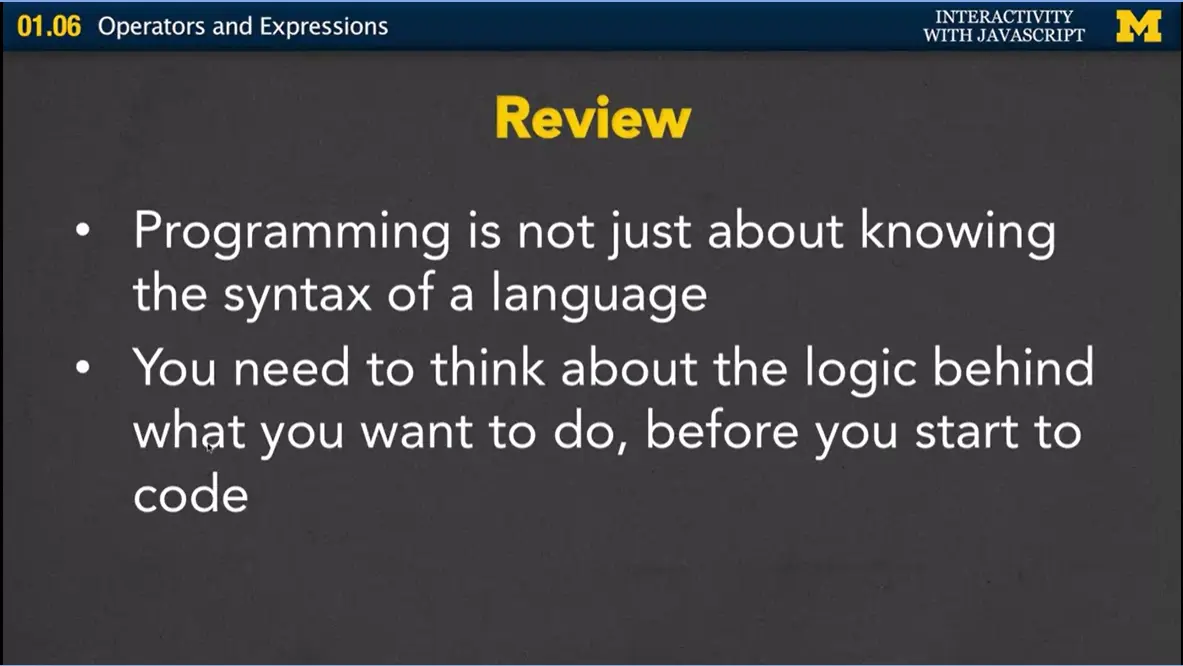 01.06 Operators and Expressions
INTERACTIVITY
WITH JAVASCRIPT
M
Review
• Programming is not just about knowing
the syntax of a language
• You need to think about the logic behind
what you want to do, before you start to
code